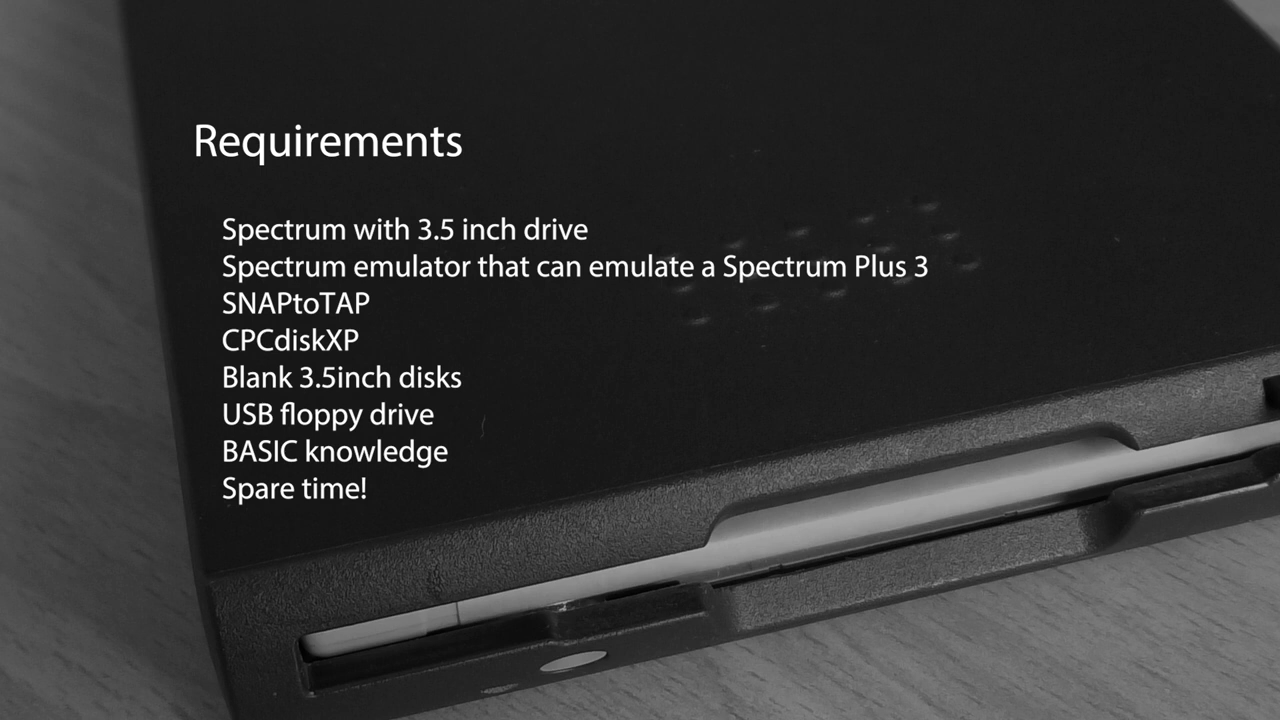 Requirements
Spectrum with 3.5 inch drive
Spectrum emulator that can emulate a Spectrum Plus 3
SNAPtoTAP
CPCdiskXP
Blank 3.5inch disks
USB floppy drive
BASIC knowledge
Spare time!